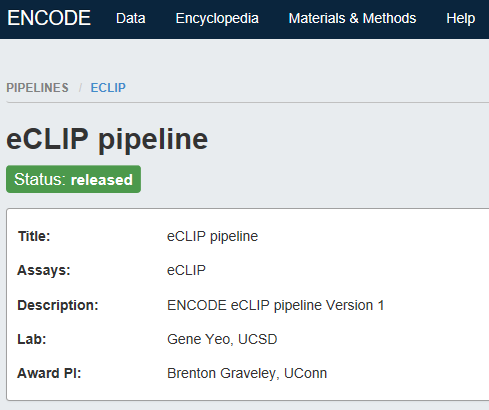 ENCODE Data Encyclopedia Materials & Methods Help
PIPELINES / ECLIP
eCLIP pipeline
Status: released
Title: eCLIP pipeline
Assays: eCLIP
Description: ENCODE eCLIP pipeline Version 1
Lab: Gene Yeo, UCSD
Award PI: Brenton Graveley, UConn